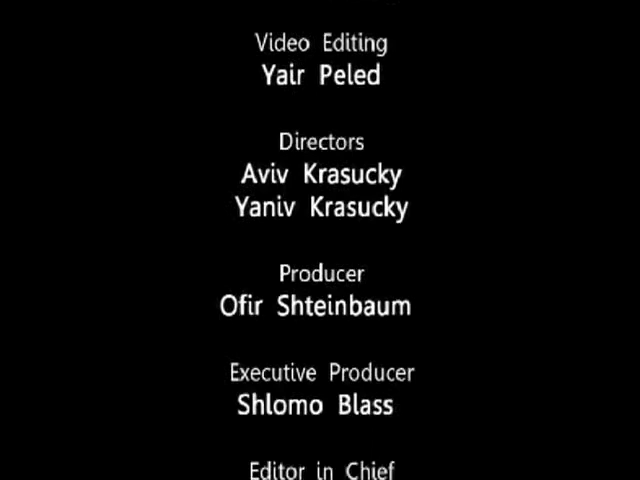 Video Editing
Yair Peled
Directors
Aviv Krasucky
Yaniv Krasucky
Producer
Ofir Shteinbaum
Executive Producer
Shlomo Blass
Editor in Chief